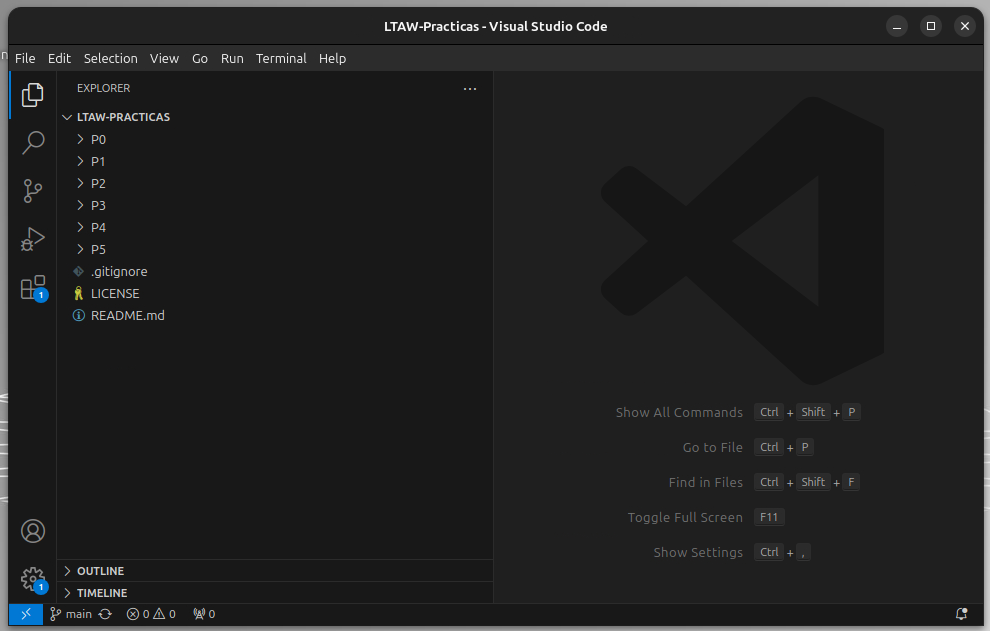 LTAW-Practicas - Visual Studio Code
File Edit Selection View Go Run Terminal Help
EXPLORER
LTAW-PRACTICAS
P0
P1
P2
P3
P4
P5
.gitignore
LICENSE
README.md
1
Show All Commands Ctrl + Shift + P
Go to File Ctrl + P
Find in Files Ctrl + Shift + F
Toggle Full Screen F11
Show Settings Ctrl + ,
OUTLINE
1
TIMELINE
main 0 0 0